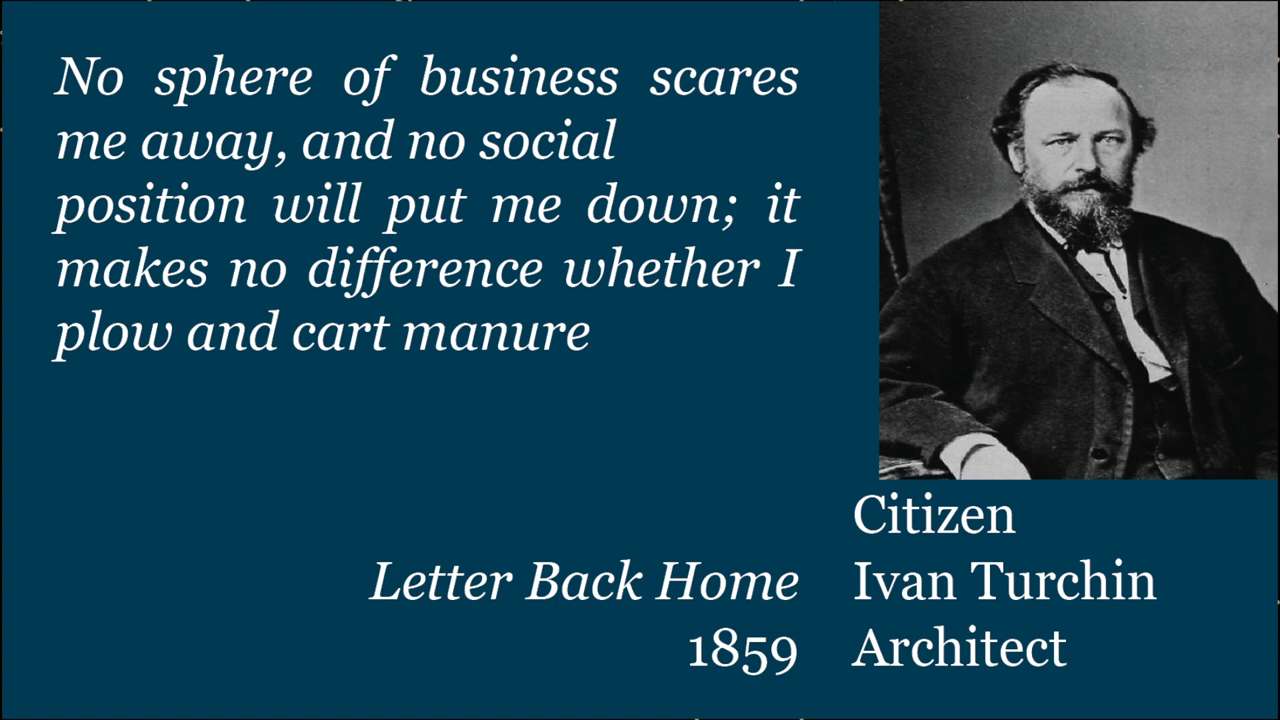 No sphere of business scares
me away, and no social
position will put me down; it
makes no difference whether I
plow and cart manure
Letter Back Home
1859
Citizen
Ivan Turchin
Architect